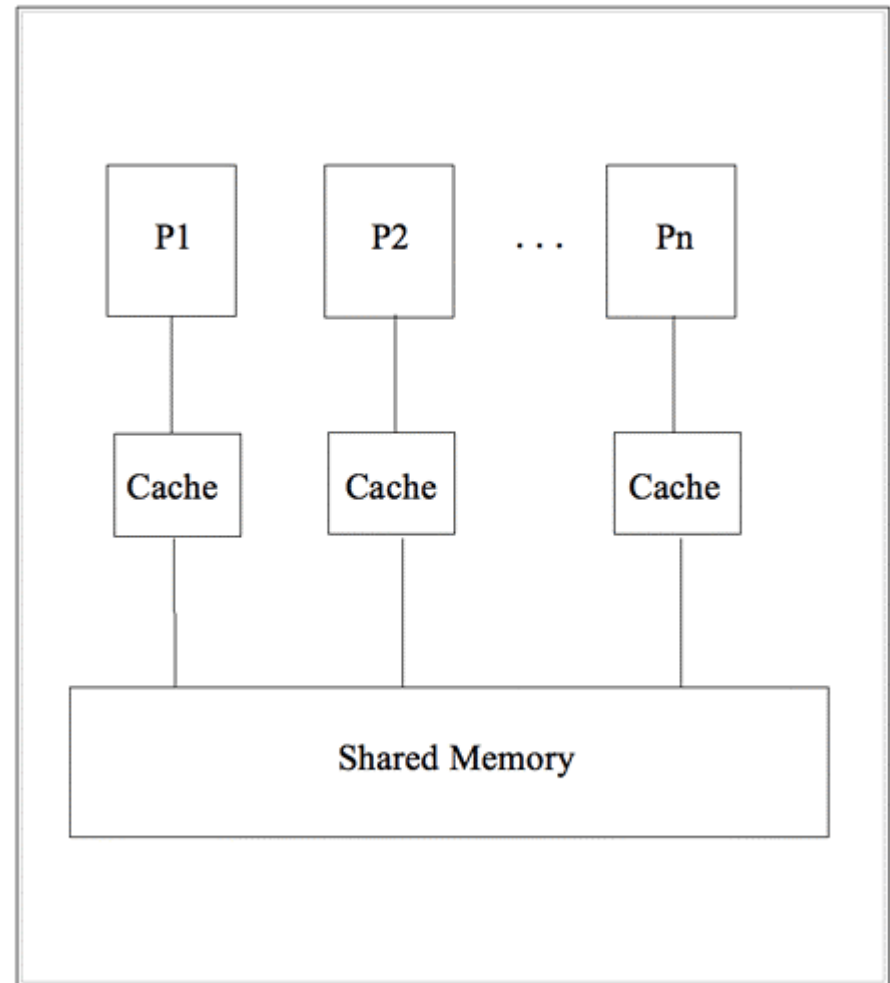 P1 P2 . . . Pn
Cache Cache Cache
Shared Memory